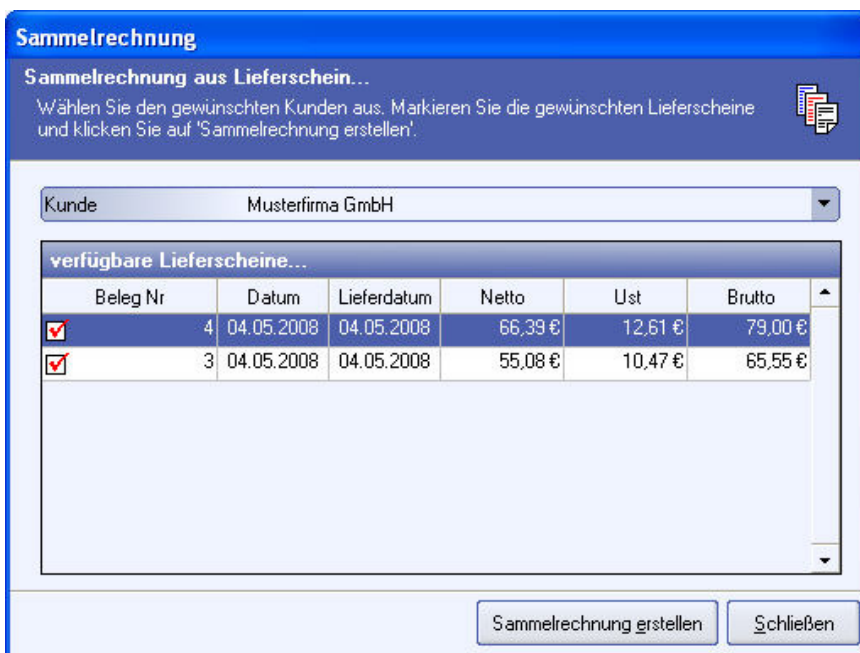 Sammelrechnung
Sammelrechnung aus Lieferschein...
Wählen Sie den gewünschten Kunden aus. Markieren Sie die gewünschten Lieferscheine
und klicken Sie auf 'Sammelrechnung erstellen'.
Kunde Musterfirma GmbH
verfügbare Lieferscheine...
Beleg Nr Datum Lieferdatum Netto Ust Brutto
4 04.05.2008 04.05.2008 66,39 € 12,61 € 79,00 €
3 04.05.2008 04.05.2008 55,08 € 10,47 € 65,55 €
Sammelrechnung erstellen Schließen